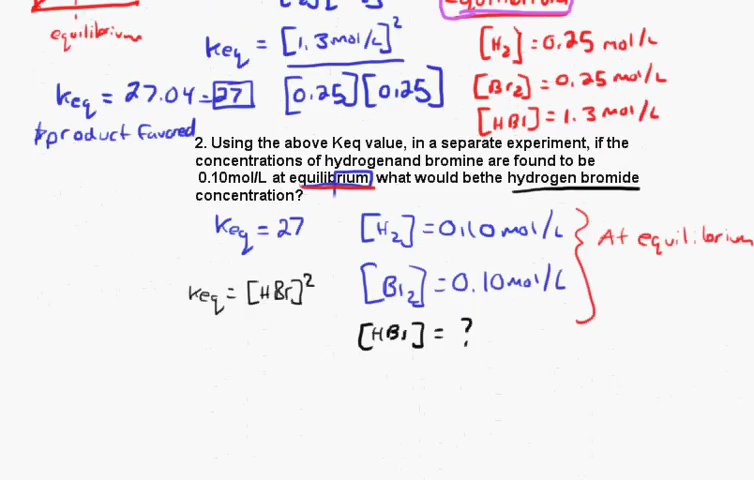 equilibrium
Keq = [1.3mol/L]²
[0.25][0.25]
Keq = 27.04 = 27
product favored
[H2] = 0.25 mol/L
[Br2] = 0.25 mol/L
[HBr] = 1.3 mol/L
2. Using the above Keq value, in a separate experiment, if the
concentrations of hydrogenand bromine are found to be
0.10mol/L at equilibrium, what would bethe hydrogen bromide
concentration?
Keq = 27
[H2] = 0.10 mol/L
At equilibrium
[Br2] = 0.10 mol/L
Keq = [HBr]²
[HBr] = ?